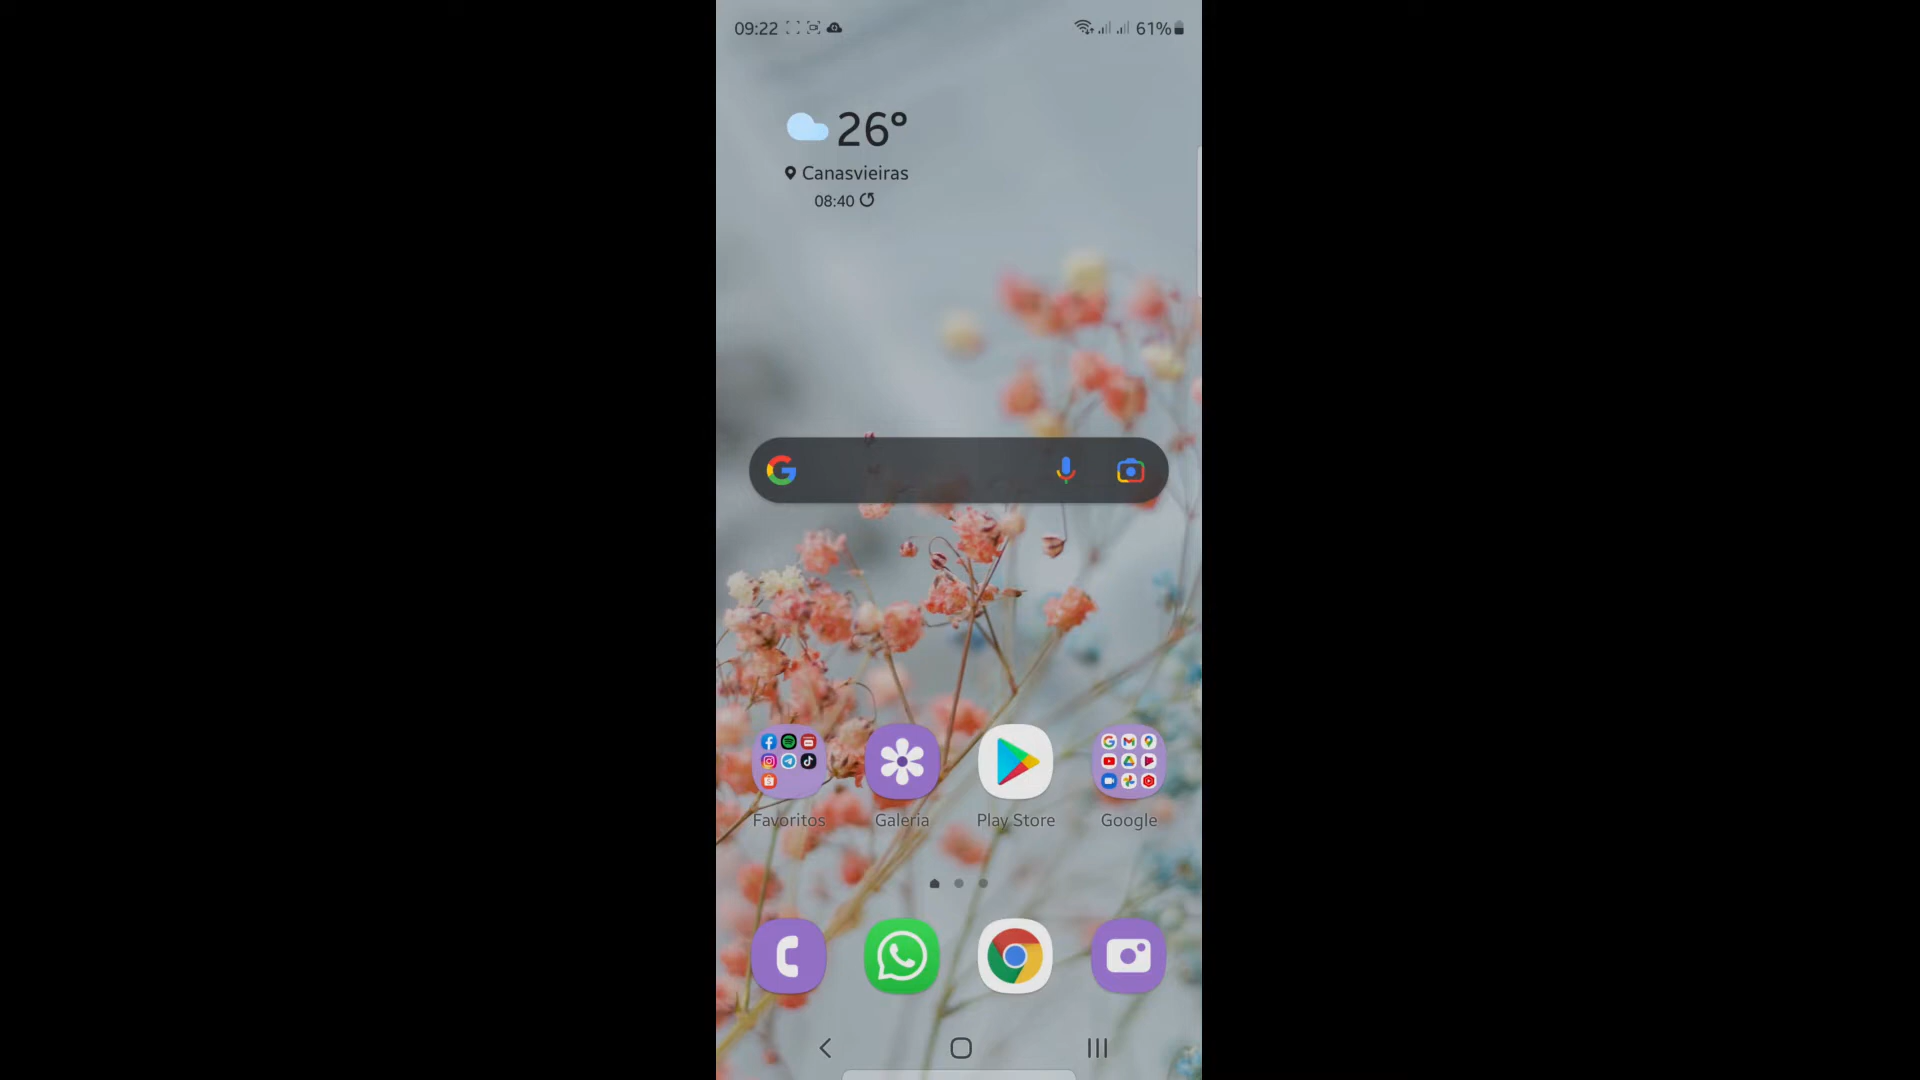 09:22
61%
26°
Canasvieiras
08:40
Favoritos
Galeria
Play Store
Google